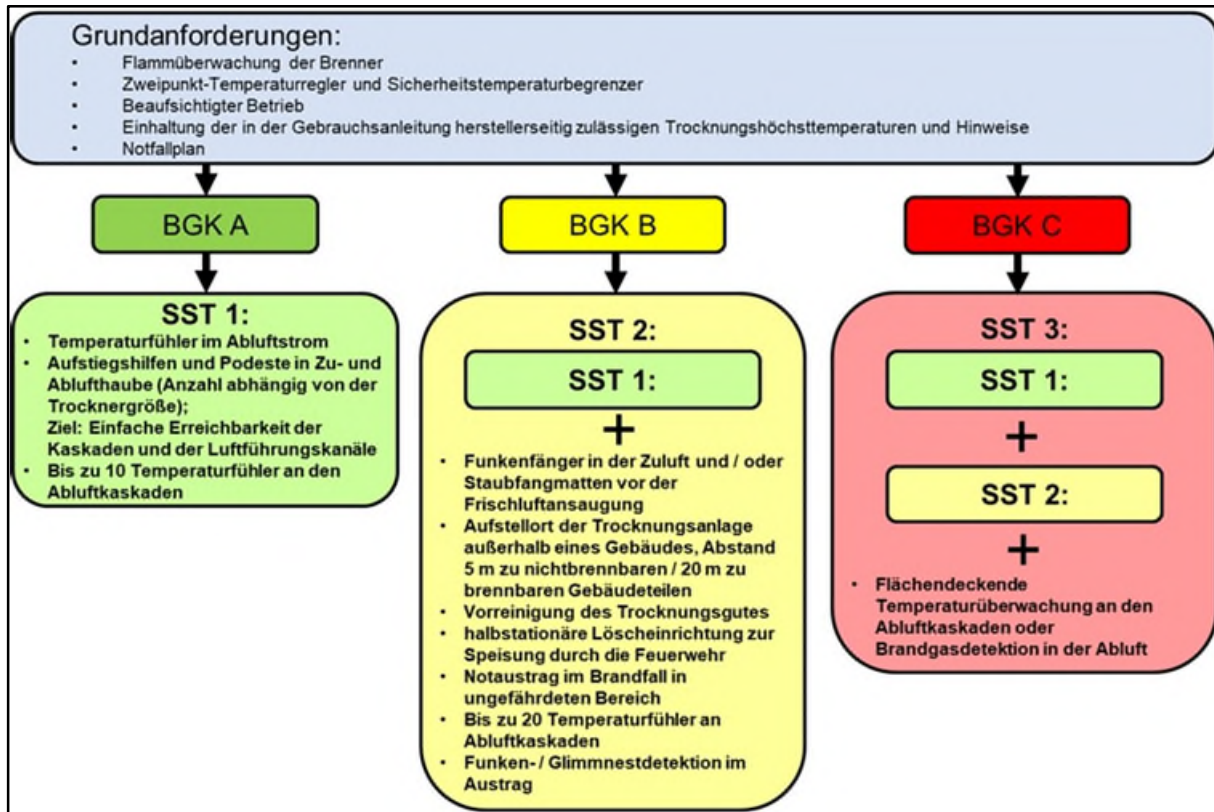 Grundanforderungen:
• Flammüberwachung der Brenner
• Zweipunkt-Temperaturregler und Sicherheitstemperaturbegrenzer
• Beaufsichtigter Betrieb
• Einhaltung der in der Gebrauchsanleitung herstellerseitig zulässigen Trocknungshöchsttemperaturen und Hinweise
• Notfallplan
BGK A
SST 1:
• Temperaturfühler im Abluftstrom
• Aufstiegshilfen und Podeste in Zu- und
Ablufthaube (Anzahl abhängig von der
Trocknergröße);
Ziel: Einfache Erreichbarkeit der
Kaskaden und der Luftführungskanäle
• Bis zu 10 Temperaturfühler an den
Abluftkaskaden
BGK B
SST 2:
SST 1:
+
• Funkenfänger in der Zuluft und / oder
Staubfangmatten vor der
Frischluftansaugung
• Aufstellort der Trocknungsanlage
außerhalb eines Gebäudes, Abstand
5 m zu nichtbrennbaren / 20 m zu
brennbaren Gebäudeteilen
• Vorreinigung des Trocknungsgutes
• halbstationäre Löscheinrichtung zur
Speisung durch die Feuerwehr
• Notaustrag im Brandfall in
ungefährdeten Bereich
• Bis zu 20 Temperaturfühler an
Abluftkaskaden
• Funken- / Glimmnestdetektion im
Austrag
BGK C
SST 3:
SST 1:
+
SST 2:
+
• Flächendeckende
Temperaturüberwachung an den
Abluftkaskaden oder
Brandgasdetektion in der Abluft